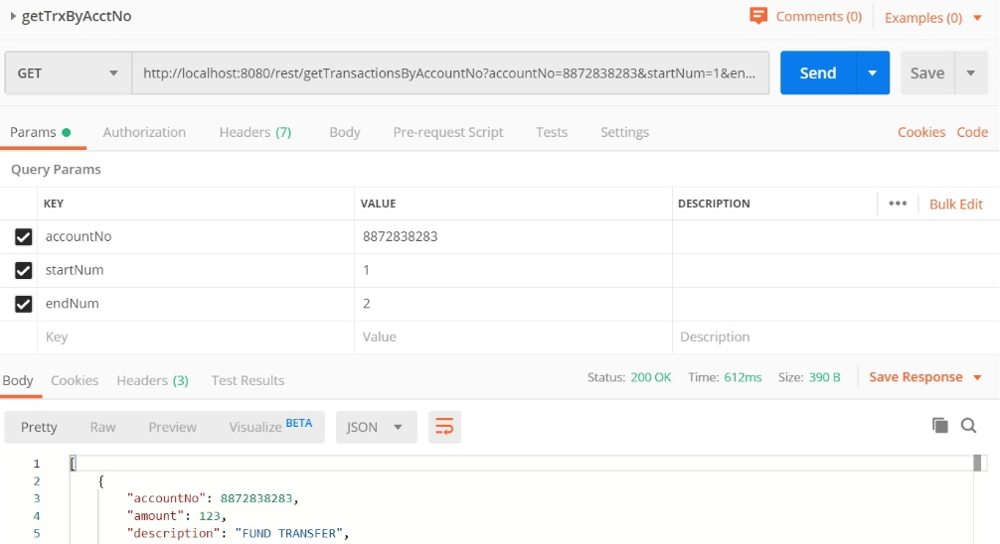 getTrxByAcctNo
Comments (0) Examples (0)
GET http://localhost:8080/rest/getTransactionsByAccountNo?accountNo=8872838283&startNum=1&en... Send Save
Params Authorization Headers (7) Body Pre-request Script Tests Settings Cookies Code
Query Params
KEY VALUE DESCRIPTION ••• Bulk Edit
accountNo 8872838283
startNum 1
endNum 2
Key Value Description
Body Cookies Headers (3) Test Results Status: 200 OK Time: 612ms Size: 390 B Save Response
Pretty Raw Preview Visualize BETA JSON
1 [
2 {
3 "accountNo": 8872838283,
4 "amount": 123,
5 "description": "FUND TRANSFER",